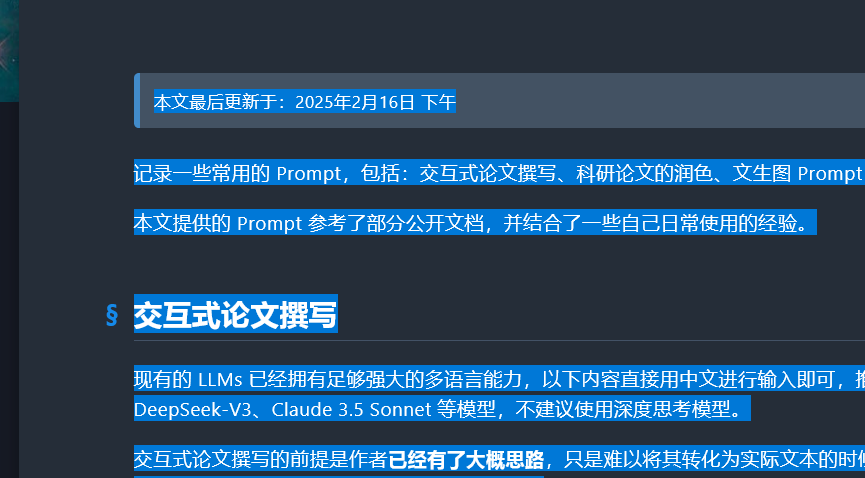 本文最后更新于：2025年2月16日 下午
记录一些常用的 Prompt，包括：交互式论文撰写、科研论文的润色、文生图 Prompt
本文提供的 Prompt 参考了部分公开文档，并结合了一些自己日常使用的经验。
§ 交互式论文撰写
现有的 LLMs 已经拥有足够强大的多语言能力，以下内容直接用中文进行输入即可，推
DeepSeek-V3、Claude 3.5 Sonnet 等模型，不建议使用深度思考模型。
交互式论文撰写的前提是作者已经有了大概思路，只是难以将其转化为实际文本的时候